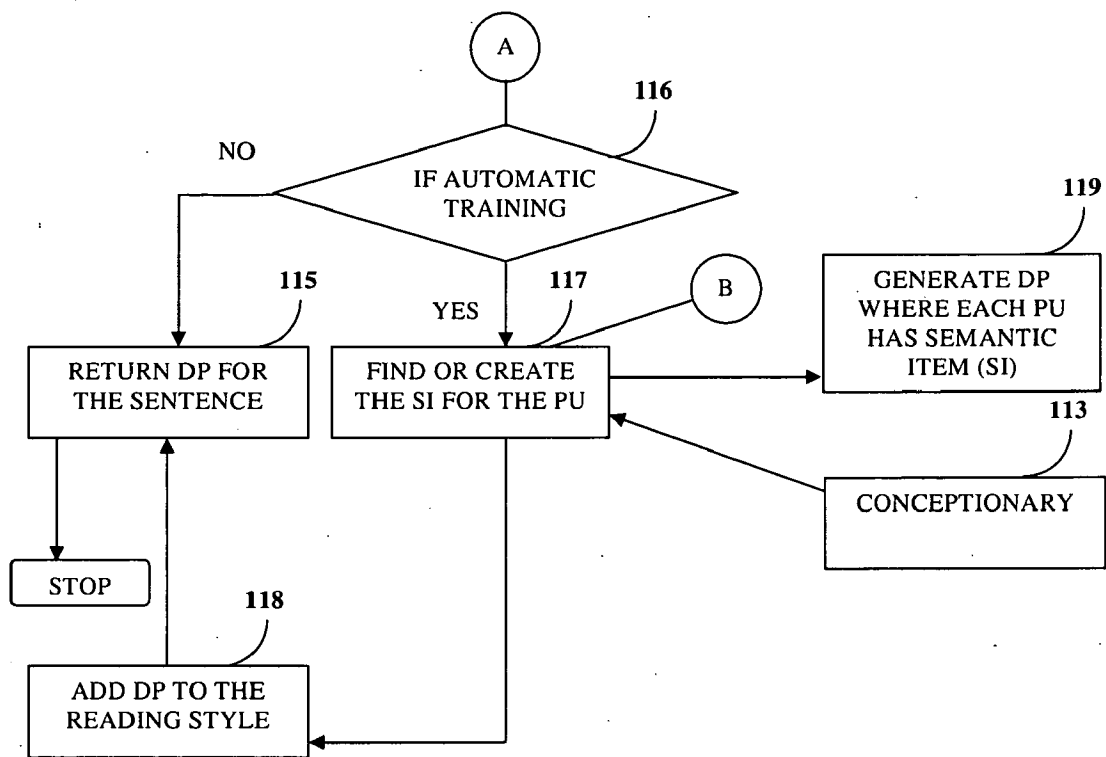 A
116
NO
IF AUTOMATIC
TRAINING
119
115
117
B
GENERATE DP
WHERE EACH PU
HAS SEMANTIC
ITEM (SI)
YES
RETURN DP FOR
THE SENTENCE
FIND OR CREATE
THE SI FOR THE PU
113
CONCEPTIONARY
STOP
118
ADD DP TO THE
READING STYLE